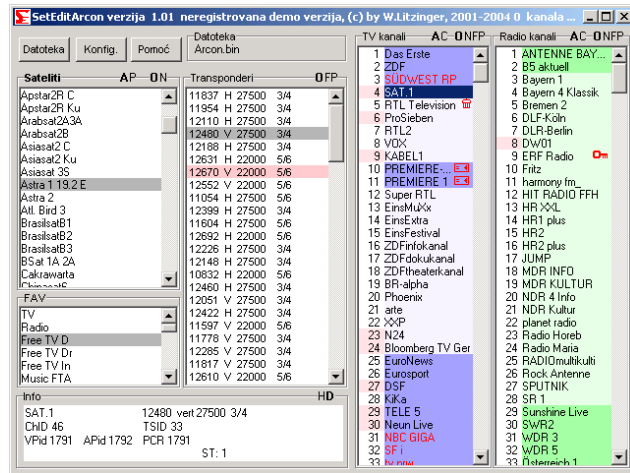 SetEditArcon verzija 1.01 neregistrovana demo verzija, (c) by W.Litzinger, 2001-2004 0 kanala ...
Datoteka
Konfig.
Pomoć
Datoteka
Arcon.bin
Sateliti AP ON
Apstar2R C
Apstar2R Ku
Arabsat2A3A
Arabsat2B
Asiasat2 C
Asiasat2 Ku
Asiasat 3S
Astra 1 19.2 E
Astra 2
Atl. Bird 3
BrasilsatB1
BrasilsatB2
BrasilsatB3
BSat 1A 2A
Cakrawarta
ChinasatS
FAV
TV
Radio
Free TV D
Free TV Dr
Free TV In
Music FTA
Transponderi OFP
11837 H 27500 3/4
11954 H 27500 3/4
12110 H 27500 3/4
12480 V 27500 3/4
12188 H 27500 3/4
12631 H 22000 5/6
12670 V 22000 5/6
12552 V 22000 5/6
11054 H 27500 5/6
12399 H 27500 3/4
11604 H 27500 5/6
12692 H 22000 5/6
12226 H 27500 3/4
12148 H 27500 3/4
10832 H 22000 5/6
12460 H 27500 3/4
12051 V 27500 3/4
12422 H 27500 3/4
11597 V 22000 5/6
11778 V 27500 3/4
12285 V 27500 3/4
11817 V 27500 3/4
12610 V 22000 5/6
Info HD
SAT.1 12480 vert 27500 3/4
ChID 46 TSID 33
VPid 1791 APid 1792 PCR 1791
ST: 1
TV kanali AC ONFP
1 Das Erste
2 ZDF
3 SÜDWEST RP
4 SAT.1
5 RTL Television
6 ProSieben
7 RTL2
8 VOX
9 KABEL1
10 PREMIERE-...
11 PREMIERE 1
12 Super RTL
13 EinsMuXx
14 EinsExtra
15 EinsFestival
16 ZDFinfokanal
17 ZDFdokukanal
18 ZDFtheaterkanal
19 BR-alpha
20 Phoenix
21 arte
22 XXP
23 N24
24 Bloomberg TV Ger
25 EuroNews
26 Eurosport
27 DSF
28 KiKa
29 TELE 5
30 Neun Live
31 NBC GIGA
32 SF i
33 tv nrw
Radio kanali AC ONFP
1 ANTENNE BAY...
2 B5 aktuell
3 Bayern 1
4 Bayern 4 Klassik
5 Bremen 2
6 DLF-Köln
7 DLR-Berlin
8 DW01
9 ERF Radio
10 Fritz
11 harmony fm_
12 HIT RADIO FFH
13 HR XXL
14 HR1 plus
15 HR2
16 HR2 plus
17 JUMP
18 MDR INFO
19 MDR KULTUR
20 NDR 4 Info
21 NDR Kultur
22 planet radio
23 Radio Horeb
24 Radio Maria
25 RADIOmultikulti
26 Rock Antenne
27 SPUTNIK
28 SR 1
29 Sunshine Live
30 SWR2
31 WDR 3
32 WDR 5
33 Österreich 1